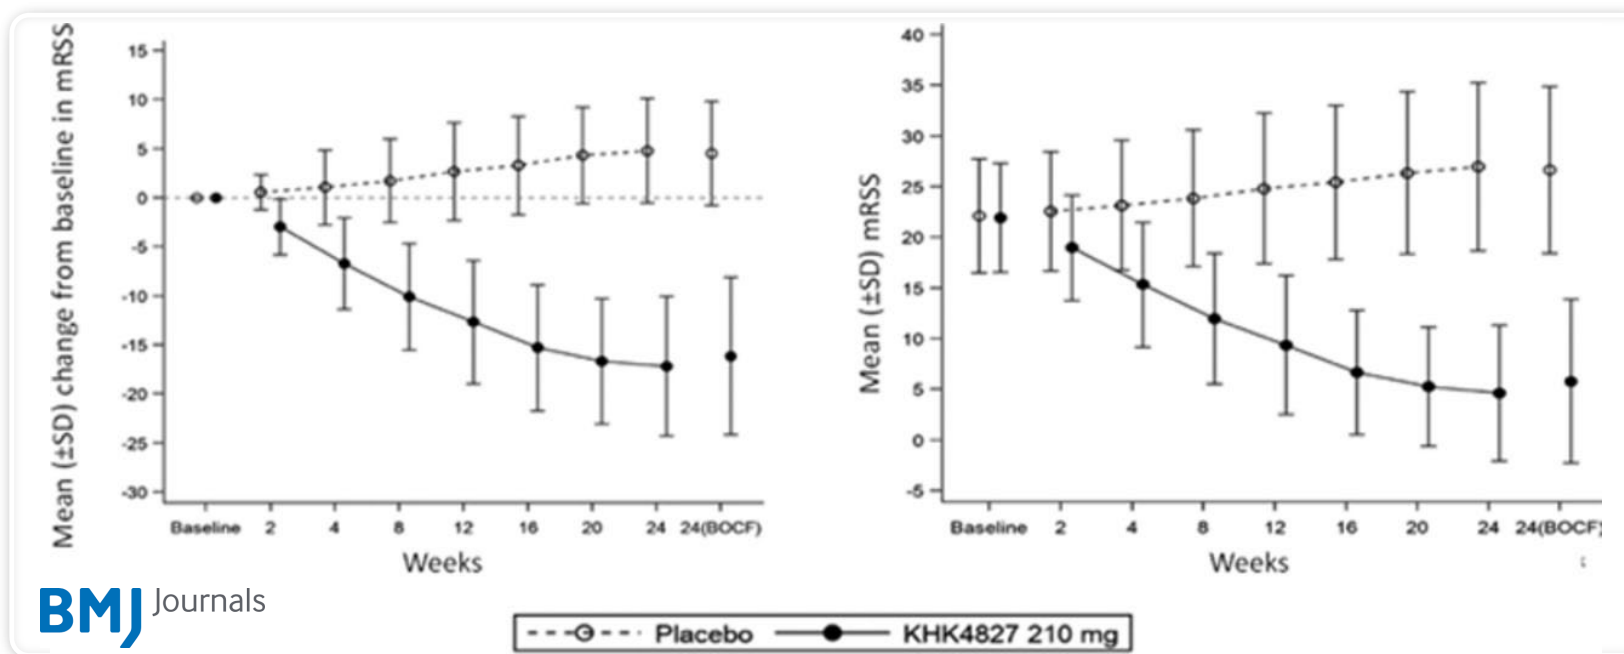 Mean (±SD) change from baseline in mRSS
15
10
5
0
-5
-10
-15
-20
-25
-30
Baseline 2 4 8 12 16 20 24 24(BOCF)
Weeks
Mean (±SD) mRSS
40
35
30
25
20
15
10
5
0
-5
Baseline 2 4 8 12 16 20 24 24(BOCF)
Weeks
BMJ Journals
Placebo KHK4827 210 mg